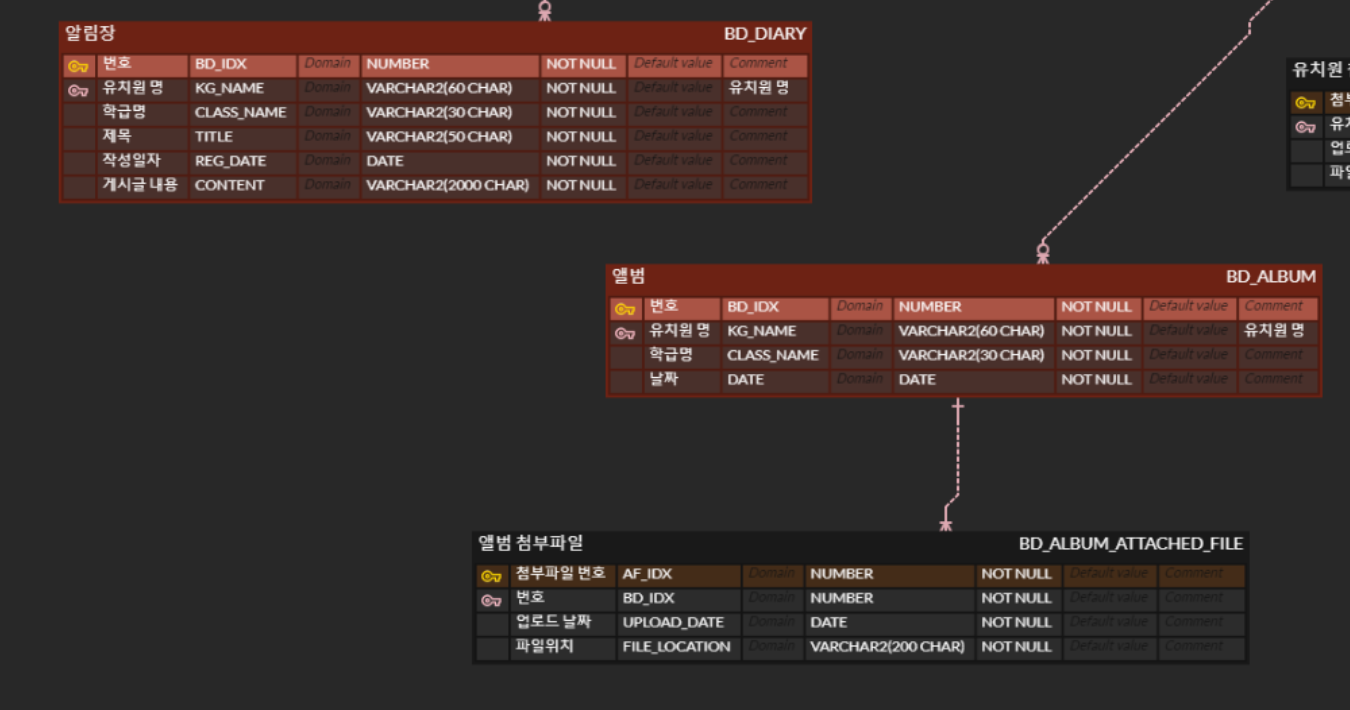 알림장 BD_DIARY
번호 BD_IDX Domain NUMBER NOT NULL Default value Comment
유치원 명 KG_NAME Domain VARCHAR2(60 CHAR) NOT NULL Default value 유치원 명
학급명 CLASS_NAME Domain VARCHAR2(30 CHAR) NOT NULL Default value Comment
제목 TITLE Domain VARCHAR2(50 CHAR) NOT NULL Default value Comment
작성일자 REG_DATE Domain DATE NOT NULL Default value Comment
게시글 내용 CONTENT Domain VARCHAR2(2000 CHAR) NOT NULL Default value Comment
유치원
첨부
유치
업로
파일
앨범 BD_ALBUM
번호 BD_IDX Domain NUMBER NOT NULL Default value Comment
유치원 명 KG_NAME Domain VARCHAR2(60 CHAR) NOT NULL Default value 유치원 명
학급명 CLASS_NAME Domain VARCHAR2(30 CHAR) NOT NULL Default value Comment
날짜 DATE Domain DATE NOT NULL Default value Comment
앨범 첨부파일 BD_ALBUM_ATTACHED_FILE
첨부파일 번호 AF_IDX Domain NUMBER NOT NULL Default value Comment
번호 BD_IDX Domain NUMBER NOT NULL Default value Comment
업로드 날짜 UPLOAD_DATE Domain DATE NOT NULL Default value Comment
파일위치 FILE_LOCATION Domain VARCHAR2(200 CHAR) NOT NULL Default value Comment